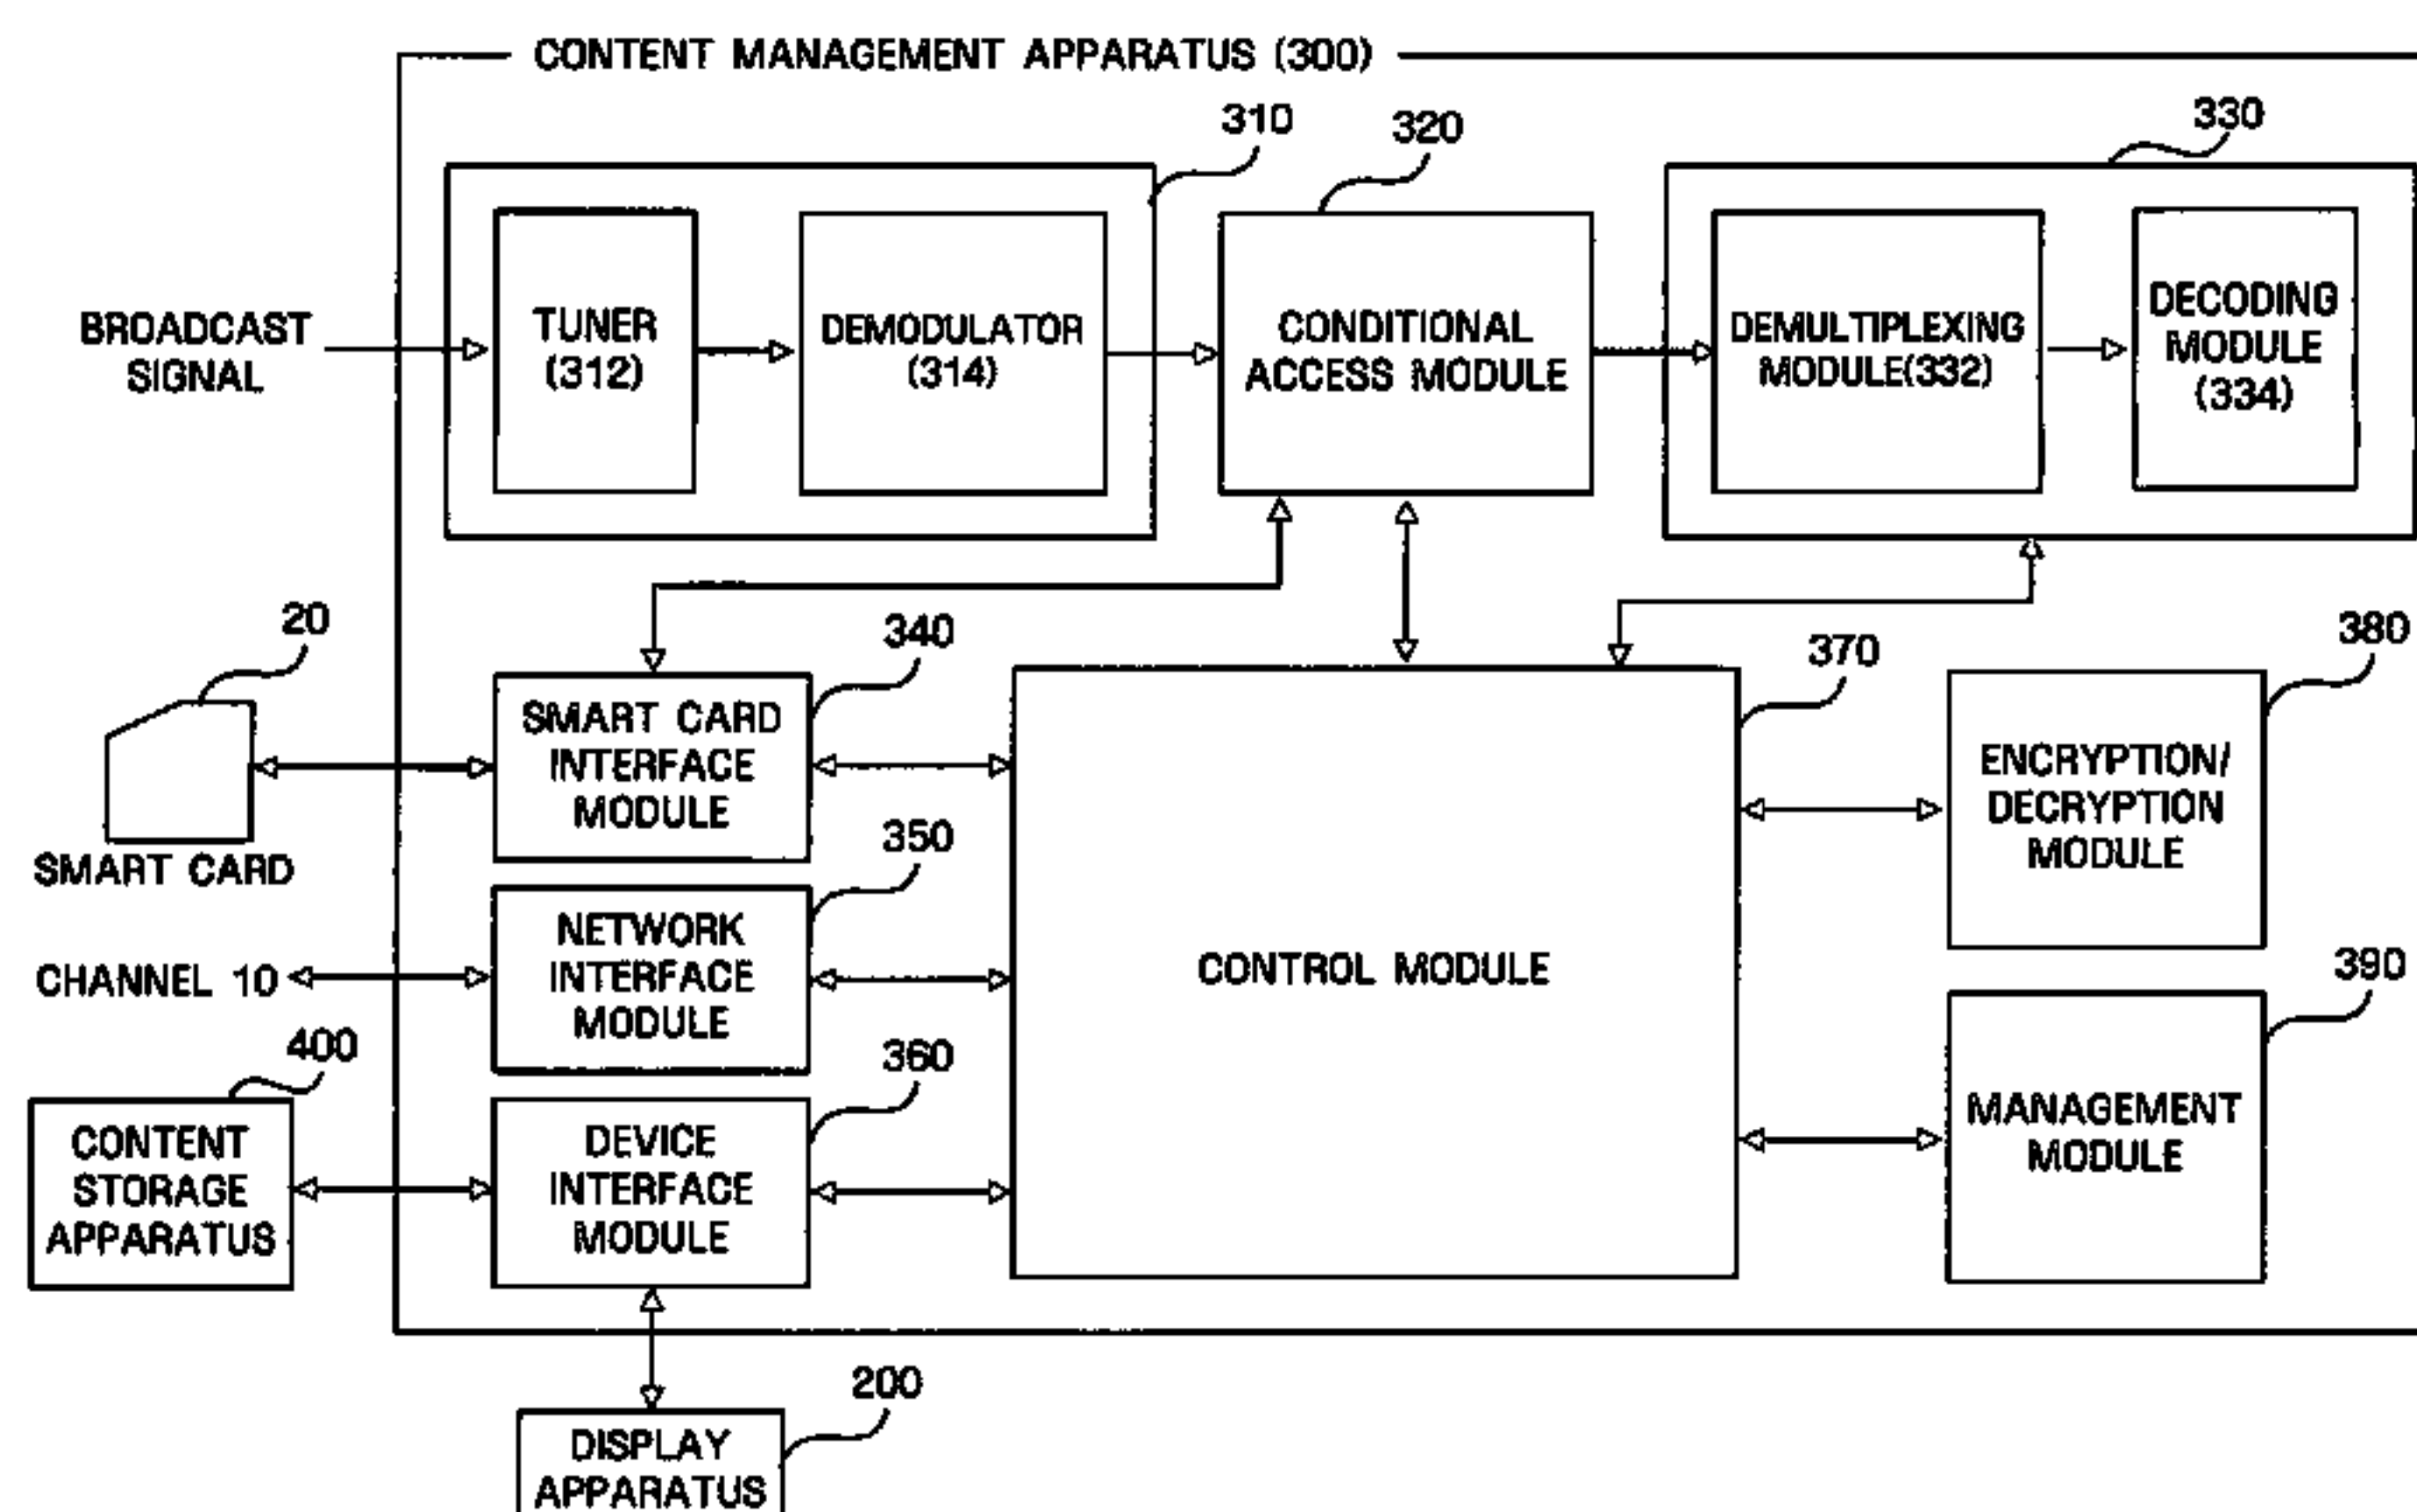 CONTENT MANAGEMENT APPARATUS (300)
310
320
330
BROADCAST
SIGNAL
TUNER
(312)
DEMODULATOR
(314)
CONDITIONAL
ACCESS MODULE
DEMULTIPLEXING
MODULE(332)
DECODING
MODULE
(334)
20
SMART CARD
340
SMART CARD
INTERFACE
MODULE
370
CONTROL MODULE
380
ENCRYPTION/
DECRYPTION
MODULE
CHANNEL 10
350
NETWORK
INTERFACE
MODULE
390
MANAGEMENT
MODULE
400
CONTENT
STORAGE
APPARATUS
360
DEVICE
INTERFACE
MODULE
200
DISPLAY
APPARATUS